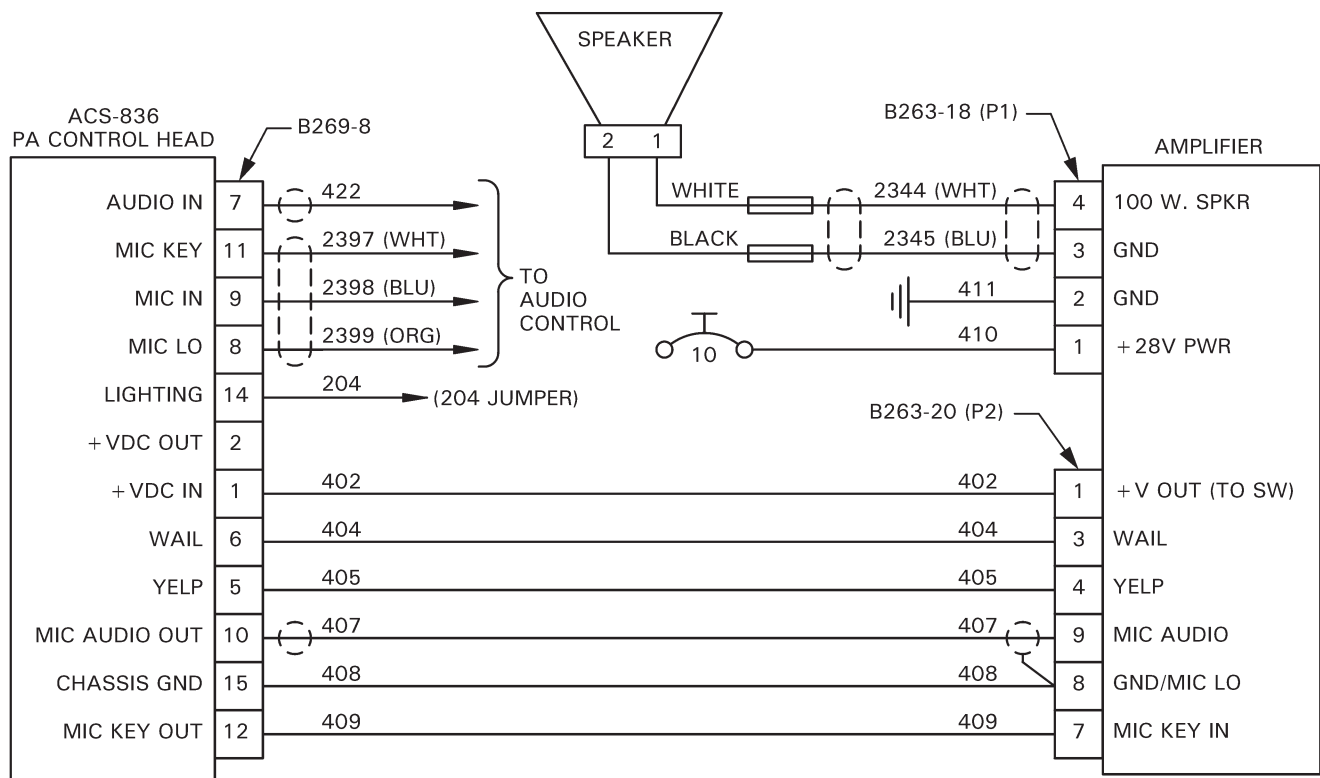 SPEAKER
2 1
ACS-836
PA CONTROL HEAD
B269-8
B263-18 (P1)
AMPLIFIER
AUDIO IN 7 422
MIC KEY 11 2397 (WHT)
MIC IN 9 2398 (BLU)
MIC LO 8 2399 (ORG)
TO
AUDIO
CONTROL
WHITE 2344 (WHT) 4 100 W. SPKR
BLACK 2345 (BLU) 3 GND
411 2 GND
10 410 1 +28V PWR
LIGHTING 14 204 (204 JUMPER)
+VDC OUT 2
B263-20 (P2)
+VDC IN 1 402 402 1 +V OUT (TO SW)
WAIL 6 404 404 3 WAIL
YELP 5 405 405 4 YELP
MIC AUDIO OUT 10 407 407 9 MIC AUDIO
CHASSIS GND 15 408 408 8 GND/MIC LO
MIC KEY OUT 12 409 409 7 MIC KEY IN